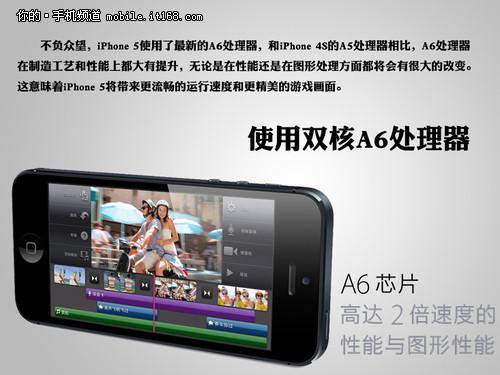 你的·手机频道 mobile.it168.com
不负众望，iPhone 5使用了最新的A6处理器，和iPhone 4S的A5处理器相比，A6处理器
在制造工艺和性能上都大有提升，无论是在性能还是在图形处理方面都将会有很大的改变。
这意味着iPhone 5将带来更流畅的运行速度和更精美的游戏画面。
使用双核A6处理器
A6 芯片
高达 2 倍速度的
性能与图形性能